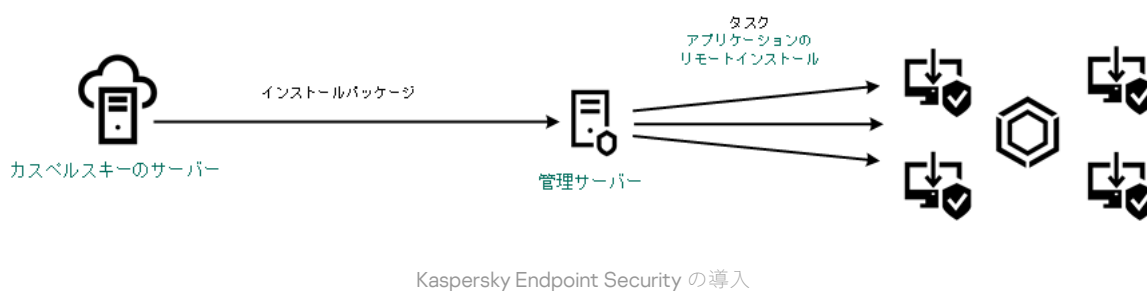 タスク
アプリケーションの
リモートインストール
インストールパッケージ
カスペルスキーのサーバー
管理サーバー
Kaspersky Endpoint Security の導入